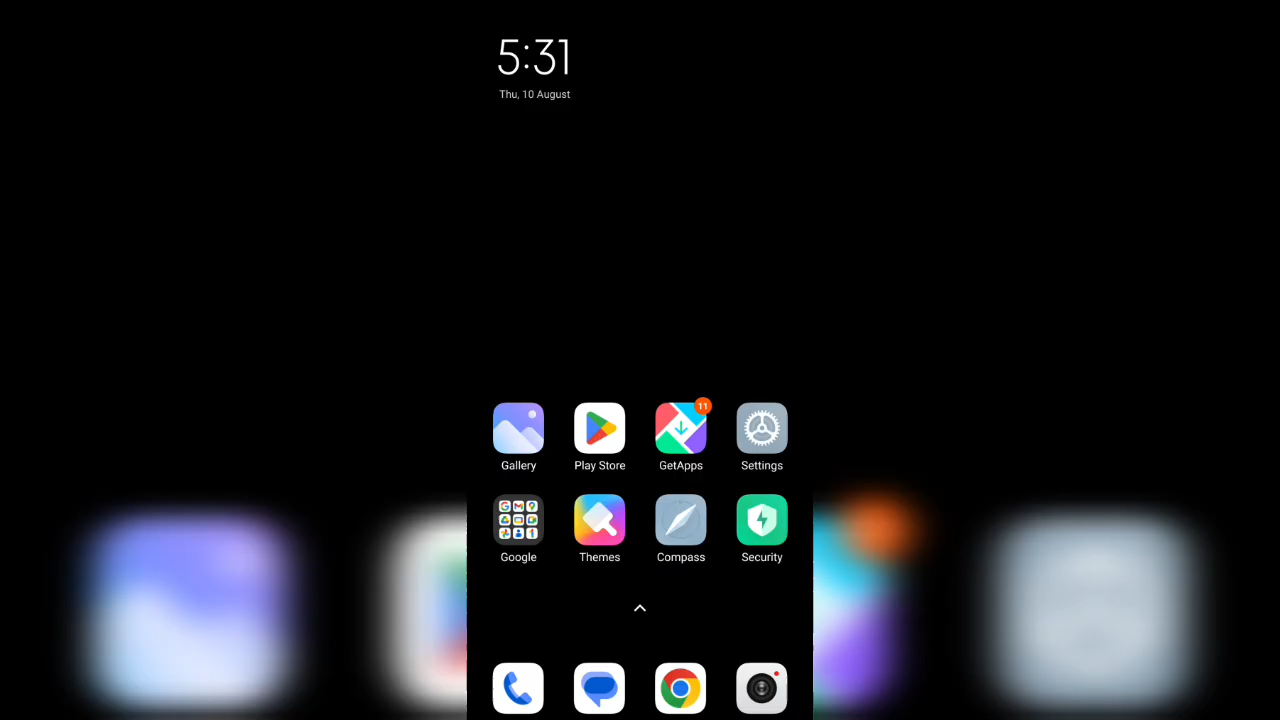 5:31
Thu, 10 August
11
Gallery Play Store GetApps Settings
Google Themes Compass Security